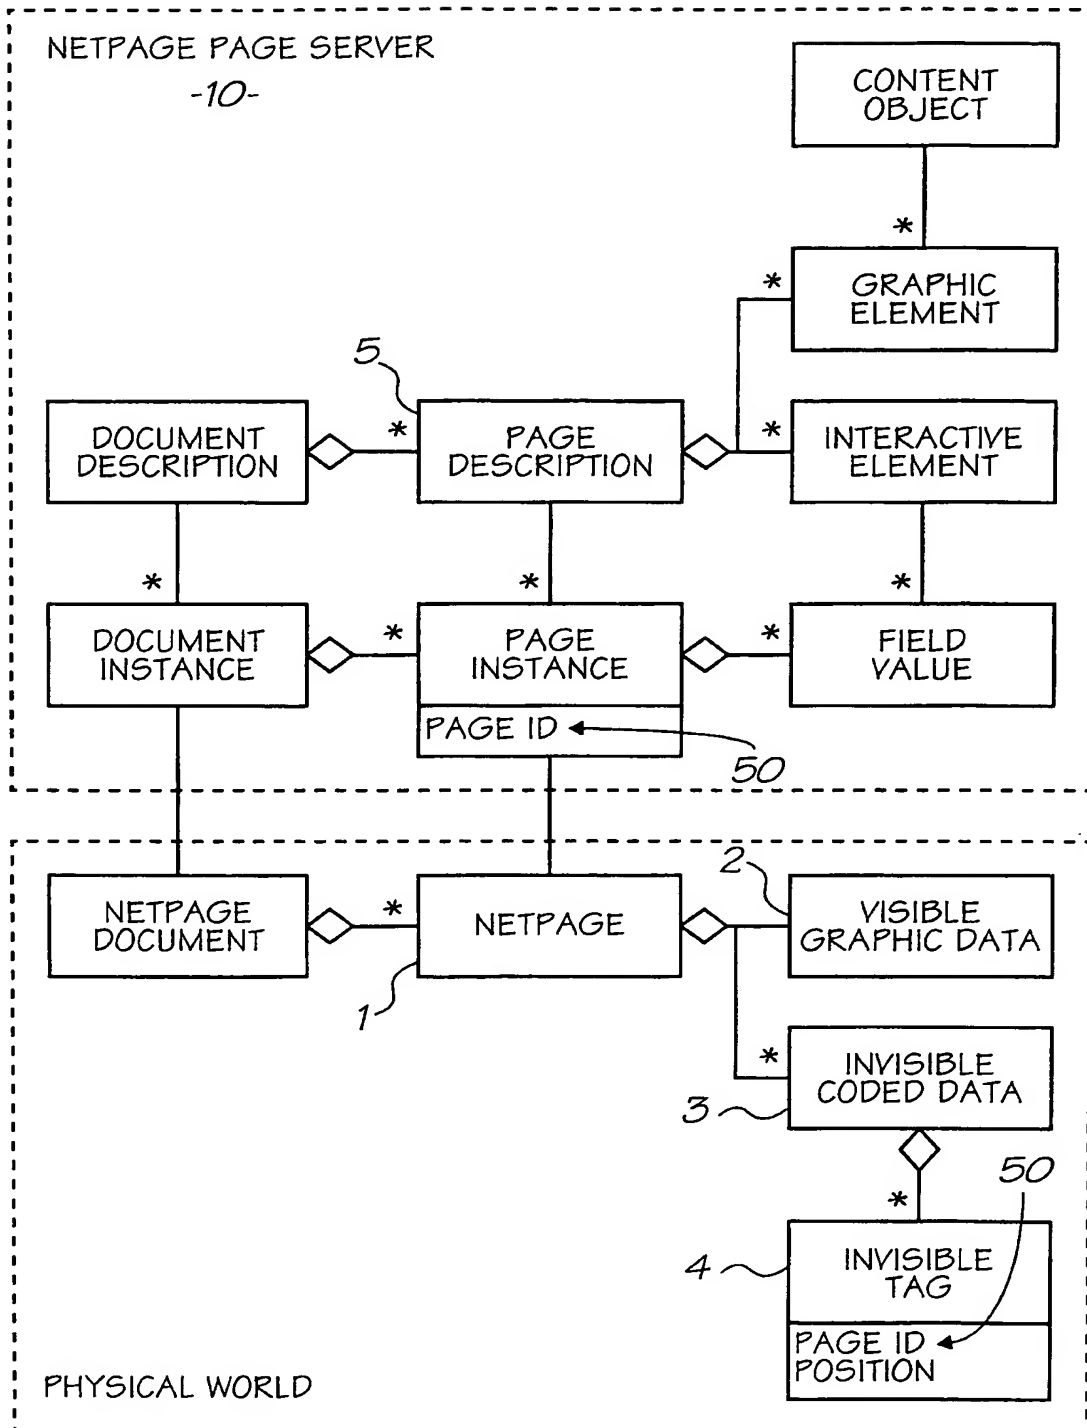 NETPAGE PAGE SERVER
-10-
CONTENT
OBJECT
*
GRAPHIC
ELEMENT
*
5
DOCUMENT
DESCRIPTION
*
PAGE
DESCRIPTION
*
INTERACTIVE
ELEMENT
*
*
*
DOCUMENT
INSTANCE
*
PAGE
INSTANCE
*
FIELD
VALUE
PAGE ID
50
NETPAGE
DOCUMENT
*
NETPAGE
1
2
VISIBLE
GRAPHIC DATA
*
INVISIBLE
CODED DATA
3
50
*
4
INVISIBLE
TAG
PAGE ID
POSITION
PHYSICAL WORLD